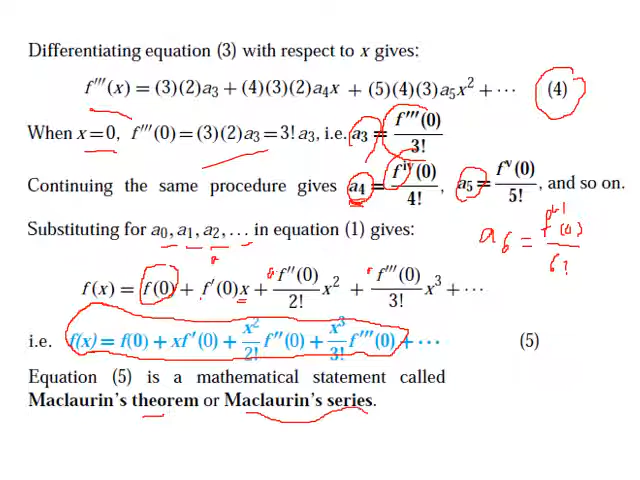 Differentiating equation (3) with respect to x gives:
f′′′(x) = (3)(2)a₃ + (4)(3)(2)a₄x + (5)(4)(3)a₅x² + ··· (4)
When x = 0, f′′′(0) = (3)(2)a₃ = 3! a₃, i.e. a₃ = f′′′(0)/3!
Continuing the same procedure gives a₄ = f^iv(0)/4!, a₅ = f^v(0)/5!, and so on.
Substituting for a₀, a₁, a₂, ... in equation (1) gives:
a₆ = f^vi(0)/6!
f(x) = f(0) + f′(0)x + f′′(0)/2! x² + f′′′(0)/3! x³ + ···
i.e. f(x) = f(0) + xf′(0) + x²/2! f′′(0) + x³/3! f′′′(0) + ··· (5)
Equation (5) is a mathematical statement called
Maclaurin's theorem or Maclaurin's series.